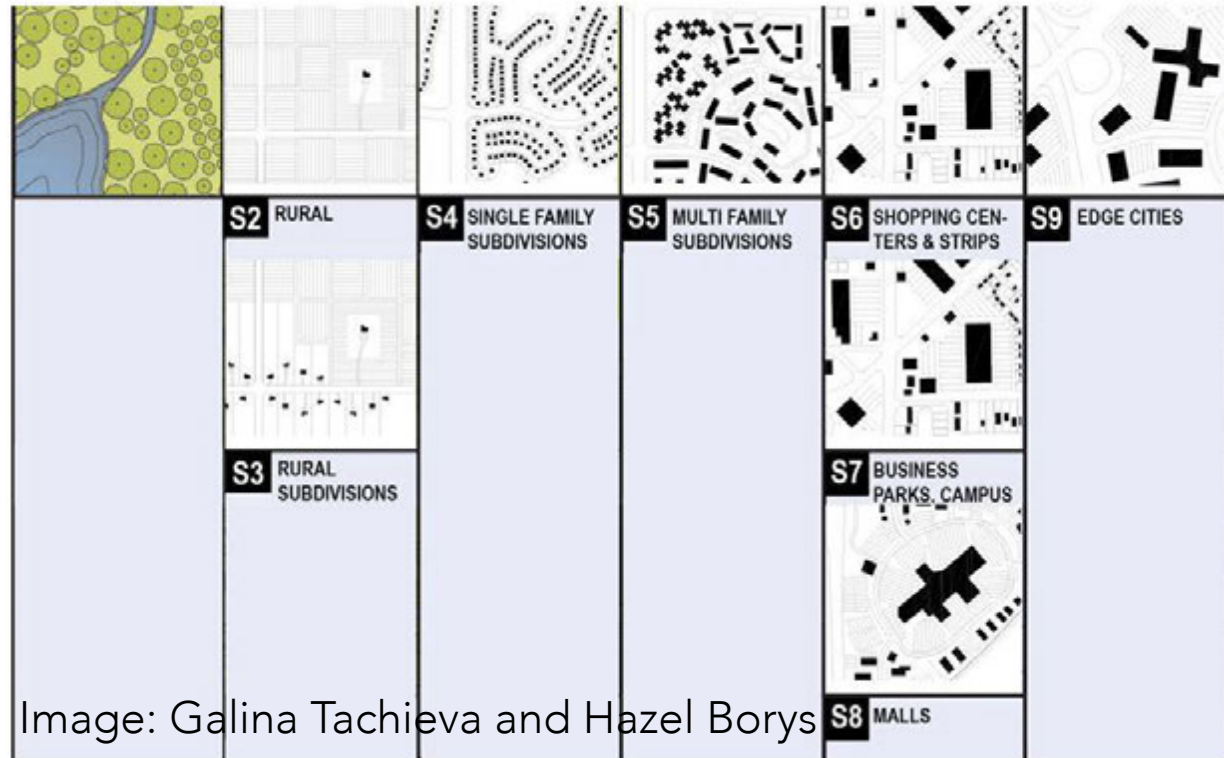 S2 RURAL
S4 SINGLE FAMILY
SUBDIVISIONS
S5 MULTI FAMILY
SUBDIVISIONS
S6 SHOPPING CEN-
TERS & STRIPS
S9 EDGE CITIES
S3 RURAL
SUBDIVISIONS
S7 BUSINESS
PARKS, CAMPUS
S8 MALLS
Image: Galina Tachieva and Hazel Borys